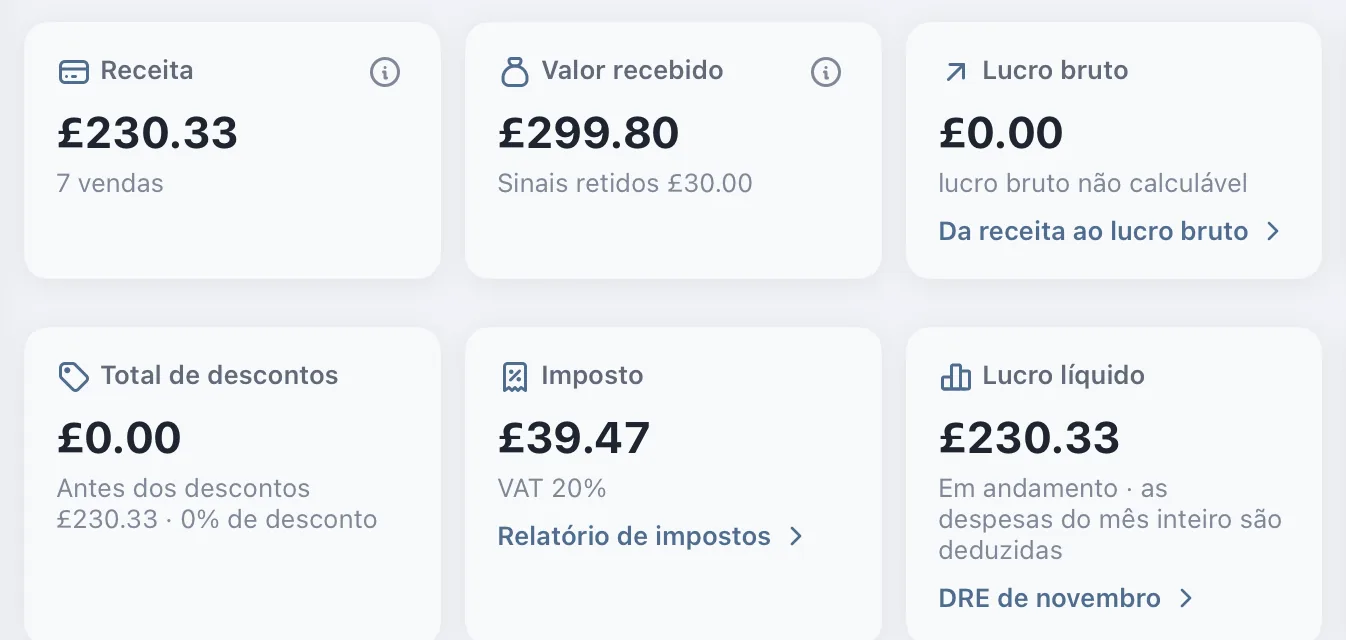 Receita
£230.33
7 vendas
Valor recebido
£299.80
Sinais retidos £30.00
Lucro bruto
£0.00
lucro bruto não calculável
Da receita ao lucro bruto
Total de descontos
£0.00
Antes dos descontos
£230.33 · 0% de desconto
Imposto
£39.47
VAT 20%
Relatório de impostos
Lucro líquido
£230.33
Em andamento · as
despesas do mês inteiro são
deduzidas
DRE de novembro